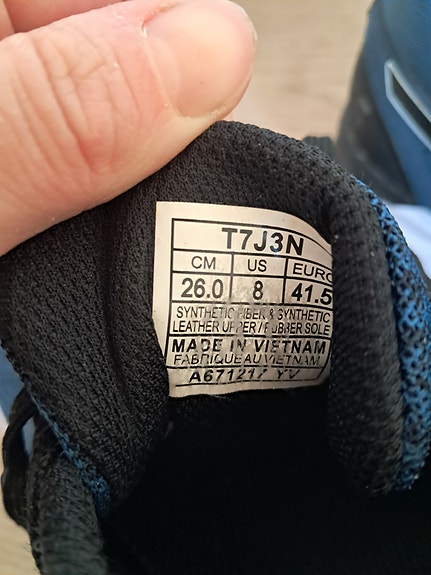 T7J3N
CM US EURO
26.0 8 41.5
SYNTHETIC FIBER & SYNTHETIC
LEATHER UPPER / RUBBER SOLE
MADE IN VIETNAM
FABRIQUE AU VIETNAM
YV